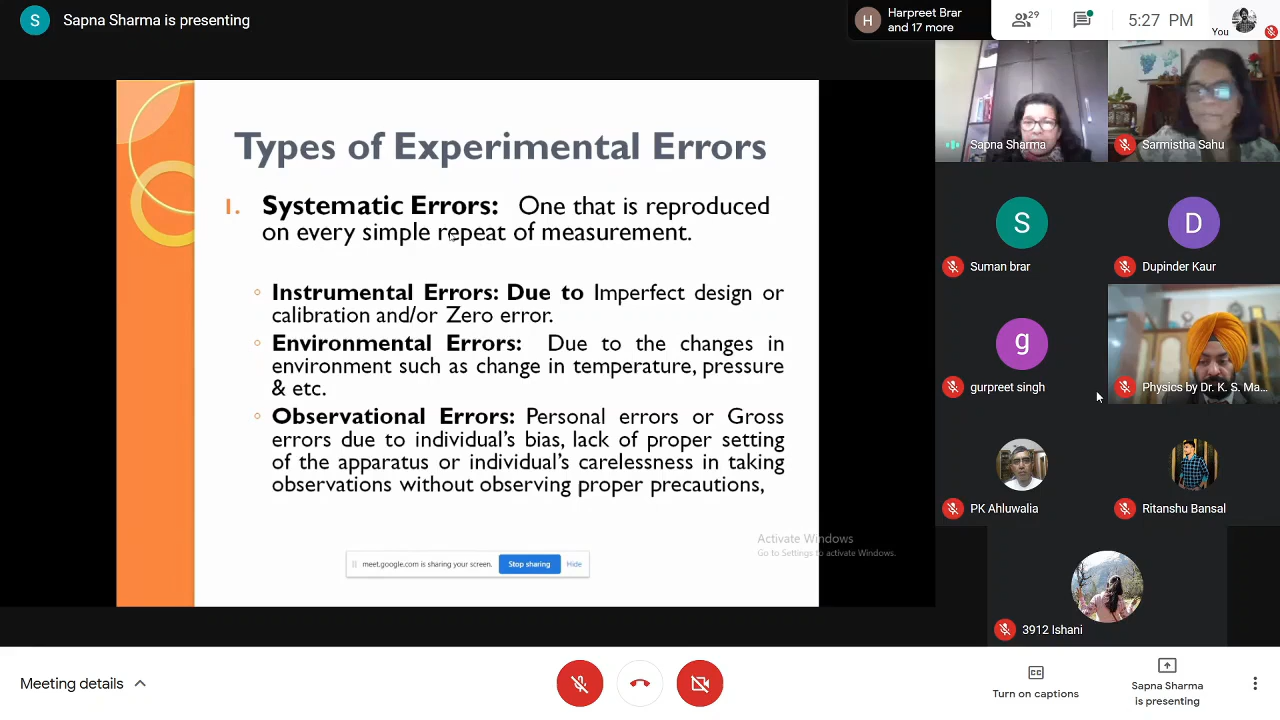 S
Sapna Sharma is presenting
H
Harpreet Brar
and 17 more
29
5:27 PM
You
Types of Experimental Errors
1. Systematic Errors: One that is reproduced
on every simple repeat of measurement.
Instrumental Errors: Due to Imperfect design or
calibration and/or Zero error.
Environmental Errors: Due to the changes in
environment such as change in temperature, pressure
& etc.
Observational Errors: Personal errors or Gross
errors due to individual's bias, lack of proper setting
of the apparatus or individual's carelessness in taking
observations without observing proper precautions,
Activate Windows
Go to Settings to activate Windows.
meet.google.com is sharing your screen.
Stop sharing
Hide
Sapna Sharma
Sarmistha Sahu
S
Suman brar
D
Dupinder Kaur
g
gurpreet singh
Physics by Dr. K. S. Ma...
PK Ahluwalia
Ritanshu Bansal
3912 Ishani
Meeting details
CC
Turn on captions
Sapna Sharma
is presenting